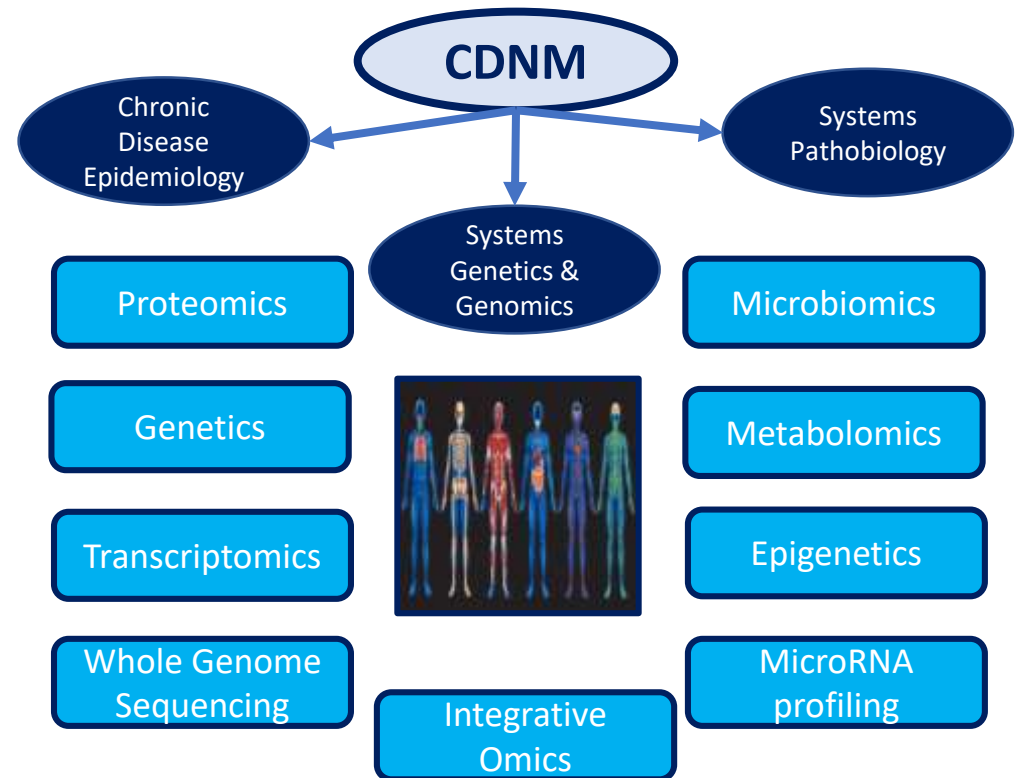 CDNM
Chronic
Disease
Epidemiology
Systems
Pathobiology
Systems
Genetics &
Genomics
Proteomics
Microbiomics
Genetics
Metabolomics
Transcriptomics
Epigenetics
Whole Genome
Sequencing
MicroRNA
profiling
Integrative
Omics